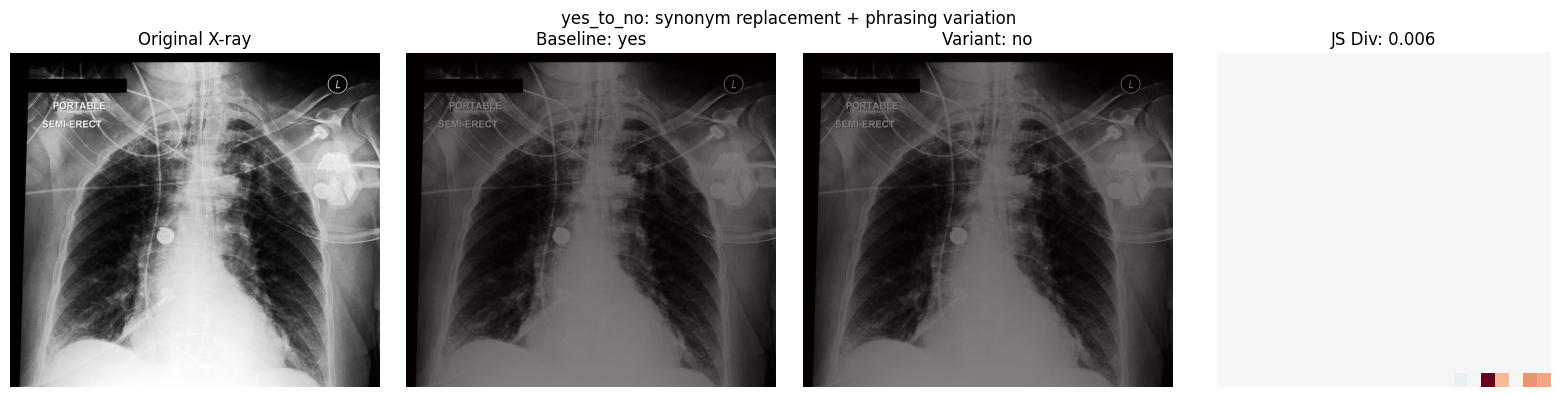 yes_to_no: synonym replacement + phrasing variation
Original X-ray
Baseline: yes
Variant: no
JS Div: 0.006
L
PORTABLE
SEMI-ERECT
L
PORTABLE
SEMI-ERECT
L
PORTABLE
SEMI-ERECT